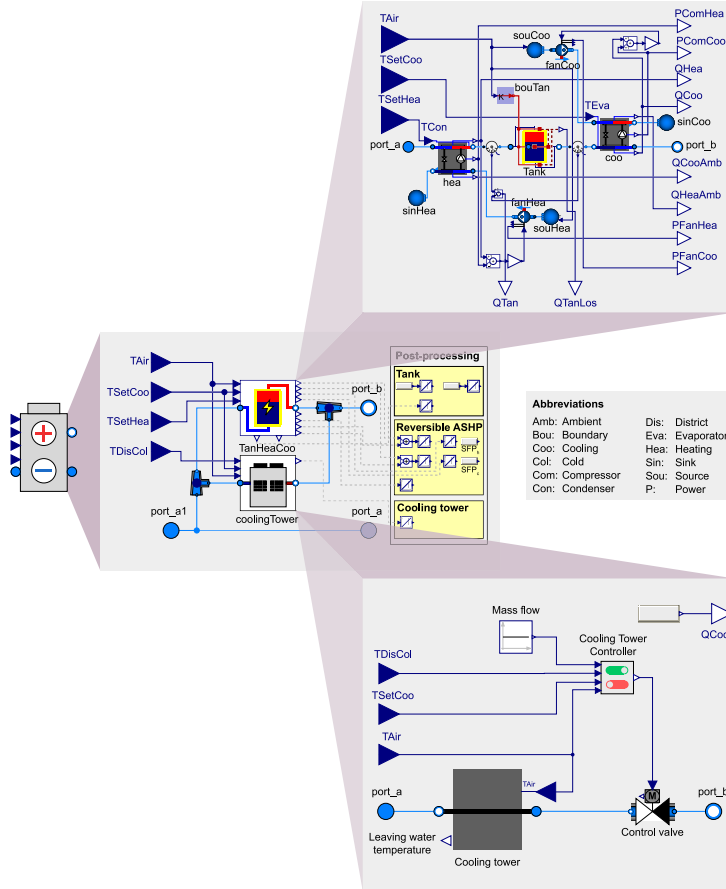 TAir
TSetCoo
TSetHea
port_a
souCoo
fanCoo
bouTan
K
TCon
hea
Tank
TEva
coo
sinCoo
port_b
sinHea
fanHea
souHea
PComHea
PComCoo
QHea
QCoo
QCooAmb
QHeaAmb
PFanHea
PFanCoo
QTan
QTanLos
TAir
TSetCoo
TSetHea
TDisCol
port_a1
TanHeaCoo
coolingTower
port_b
port_a
Post-processing
Tank
Reversible ASHP
SFP
SFP
Cooling tower
Abbreviations
Amb: Ambient
Bou: Boundary
Coo: Cooling
Col: Cold
Com: Compressor
Con: Condenser
Dis: District
Eva: Evaporator
Hea: Heating
Sin: Sink
Sou: Source
P: Power
Mass flow
QCoo
Cooling Tower
Controller
TDisCol
TSetCoo
TAir
port_a
TAir
M
port_b
Control valve
Leaving water
temperature
Cooling tower